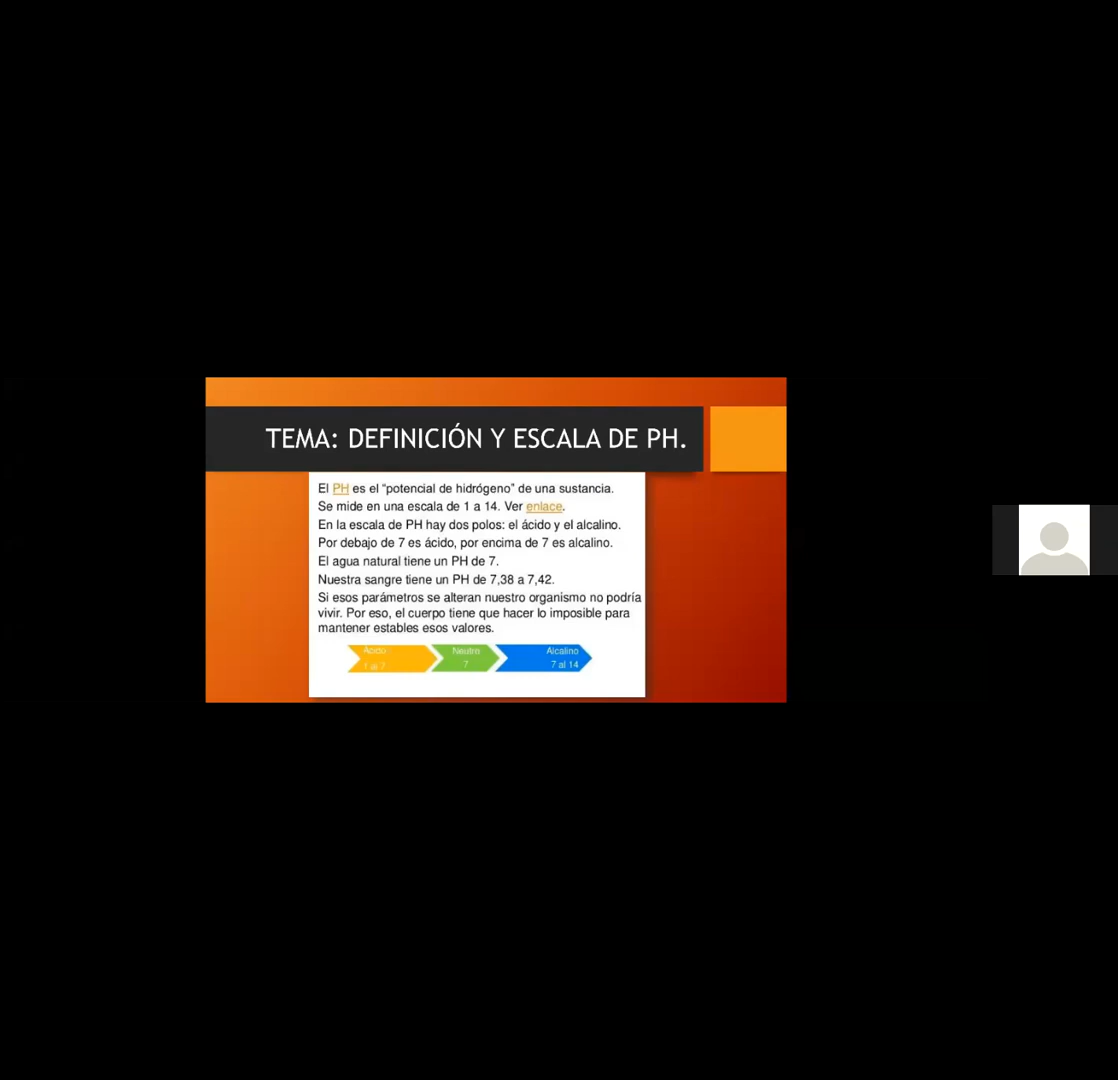 TEMA: DEFINICIÓN Y ESCALA DE PH.
El PH es el “potencial de hidrógeno” de una sustancia.
Se mide en una escala de 1 a 14. Ver enlace.
En la escala de PH hay dos polos: el ácido y el alcalino.
Por debajo de 7 es ácido, por encima de 7 es alcalino.
El agua natural tiene un PH de 7.
Nuestra sangre tiene un PH de 7,38 a 7,42.
Si esos parámetros se alteran nuestro organismo no podría
vivir. Por eso, el cuerpo tiene que hacer lo imposible para
mantener estables esos valores.
Ácido
1 al 7
Neutro
7
Alcalino
7 al 14